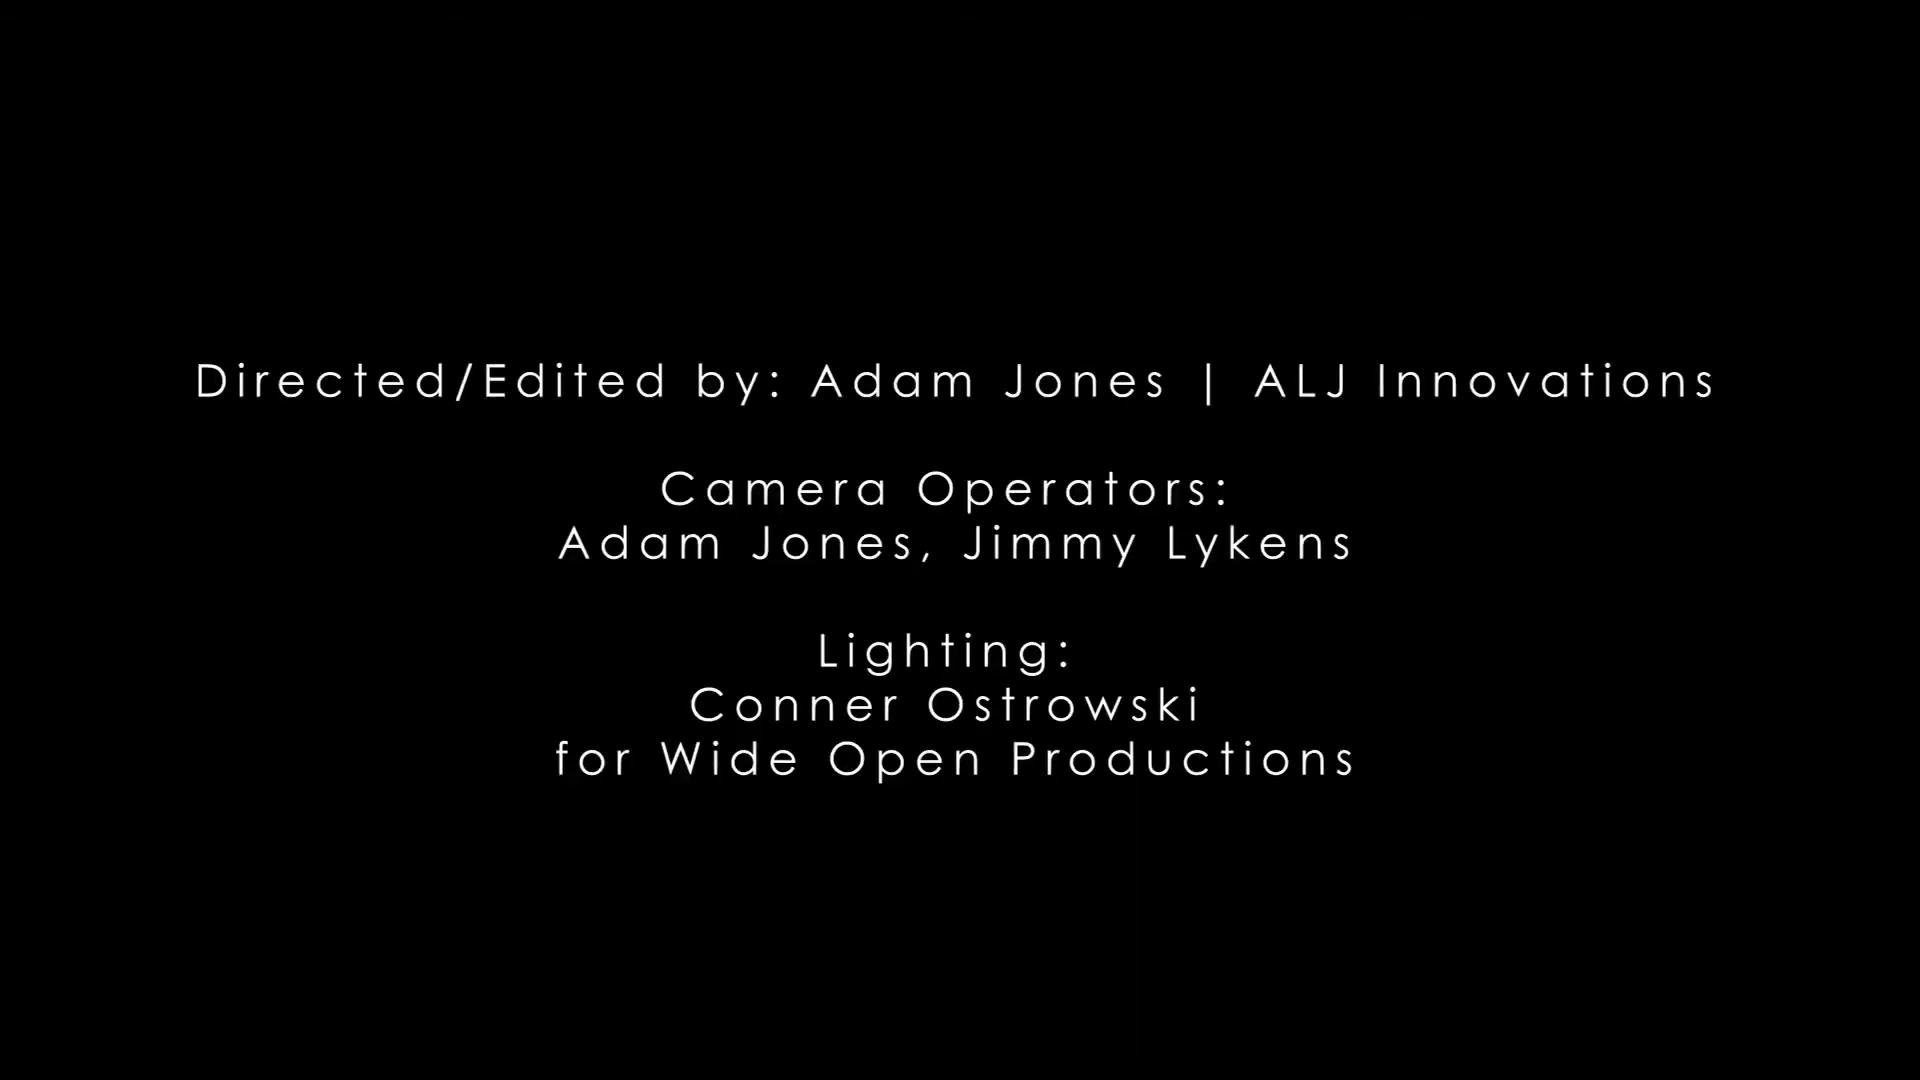 Directed/Edited by: Adam Jones | ALJ Innovations
Camera Operators:
Adam Jones, Jimmy Lykens
Lighting:
Conner Ostrowski
for Wide Open Productions